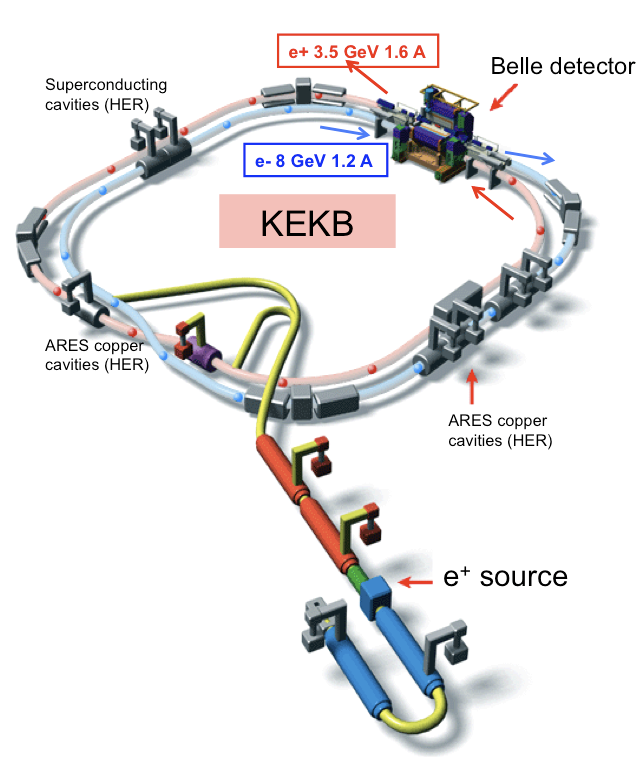 e+ 3.5 GeV 1.6 A
Belle detector
Superconducting
cavities (HER)
e- 8 GeV 1.2 A
KEKB
ARES copper
cavities (HER)
ARES copper
cavities (HER)
e⁺ source